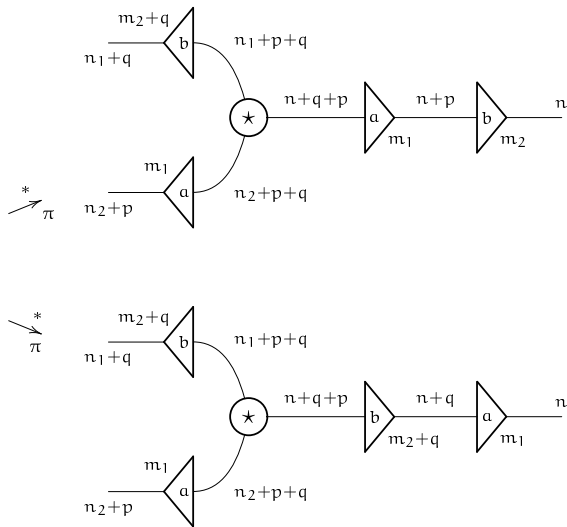 m₂+q
b
n₁+p+q
n₁+q
n+q+p
n+p
n
⋆
a
b
m₁
m₂
m₁
a
n₂+p+q
n₂+p
*
π
*
π
m₂+q
b
n₁+p+q
n₁+q
n+q+p
n+q
n
⋆
b
a
m₂+q
m₁
m₁
a
n₂+p+q
n₂+p